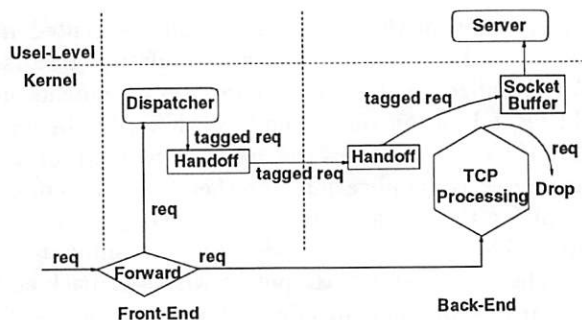 Server
Usel-Level
Kernel
Socket
Buffer
Dispatcher
tagged req
tagged req
Handoff
tagged req
Handoff
req
TCP
Processing
req
Drop
req
Forward
req
Front-End
Back-End